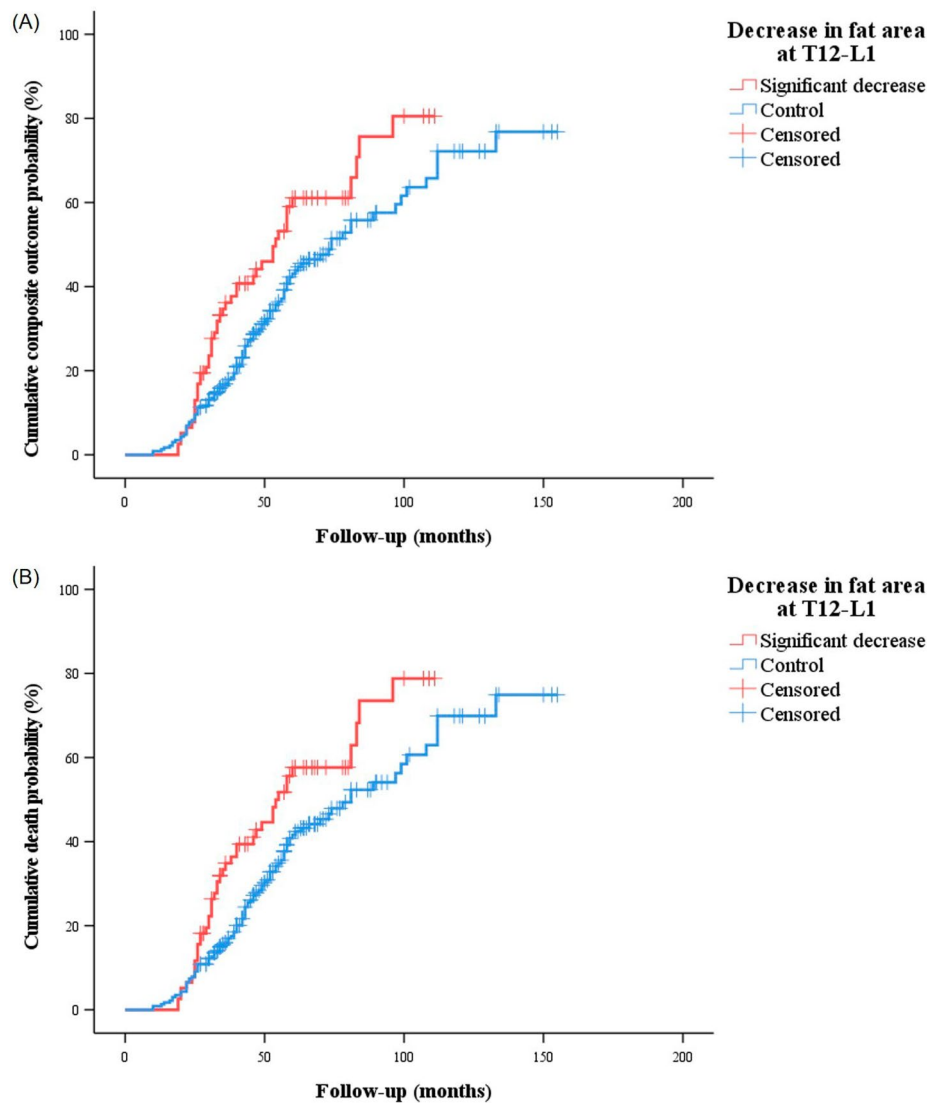 (A)
Decrease in fat area
at T12-L1
Significant decrease
Control
Censored
Censored
Cumulative composite outcome probability (%)
100
80
60
40
20
0
0 50 100 150 200
Follow-up (months)
(B)
Decrease in fat area
at T12-L1
Significant decrease
Control
Censored
Censored
Cumulative death probability (%)
100
80
60
40
20
0
0 50 100 150 200
Follow-up (months)